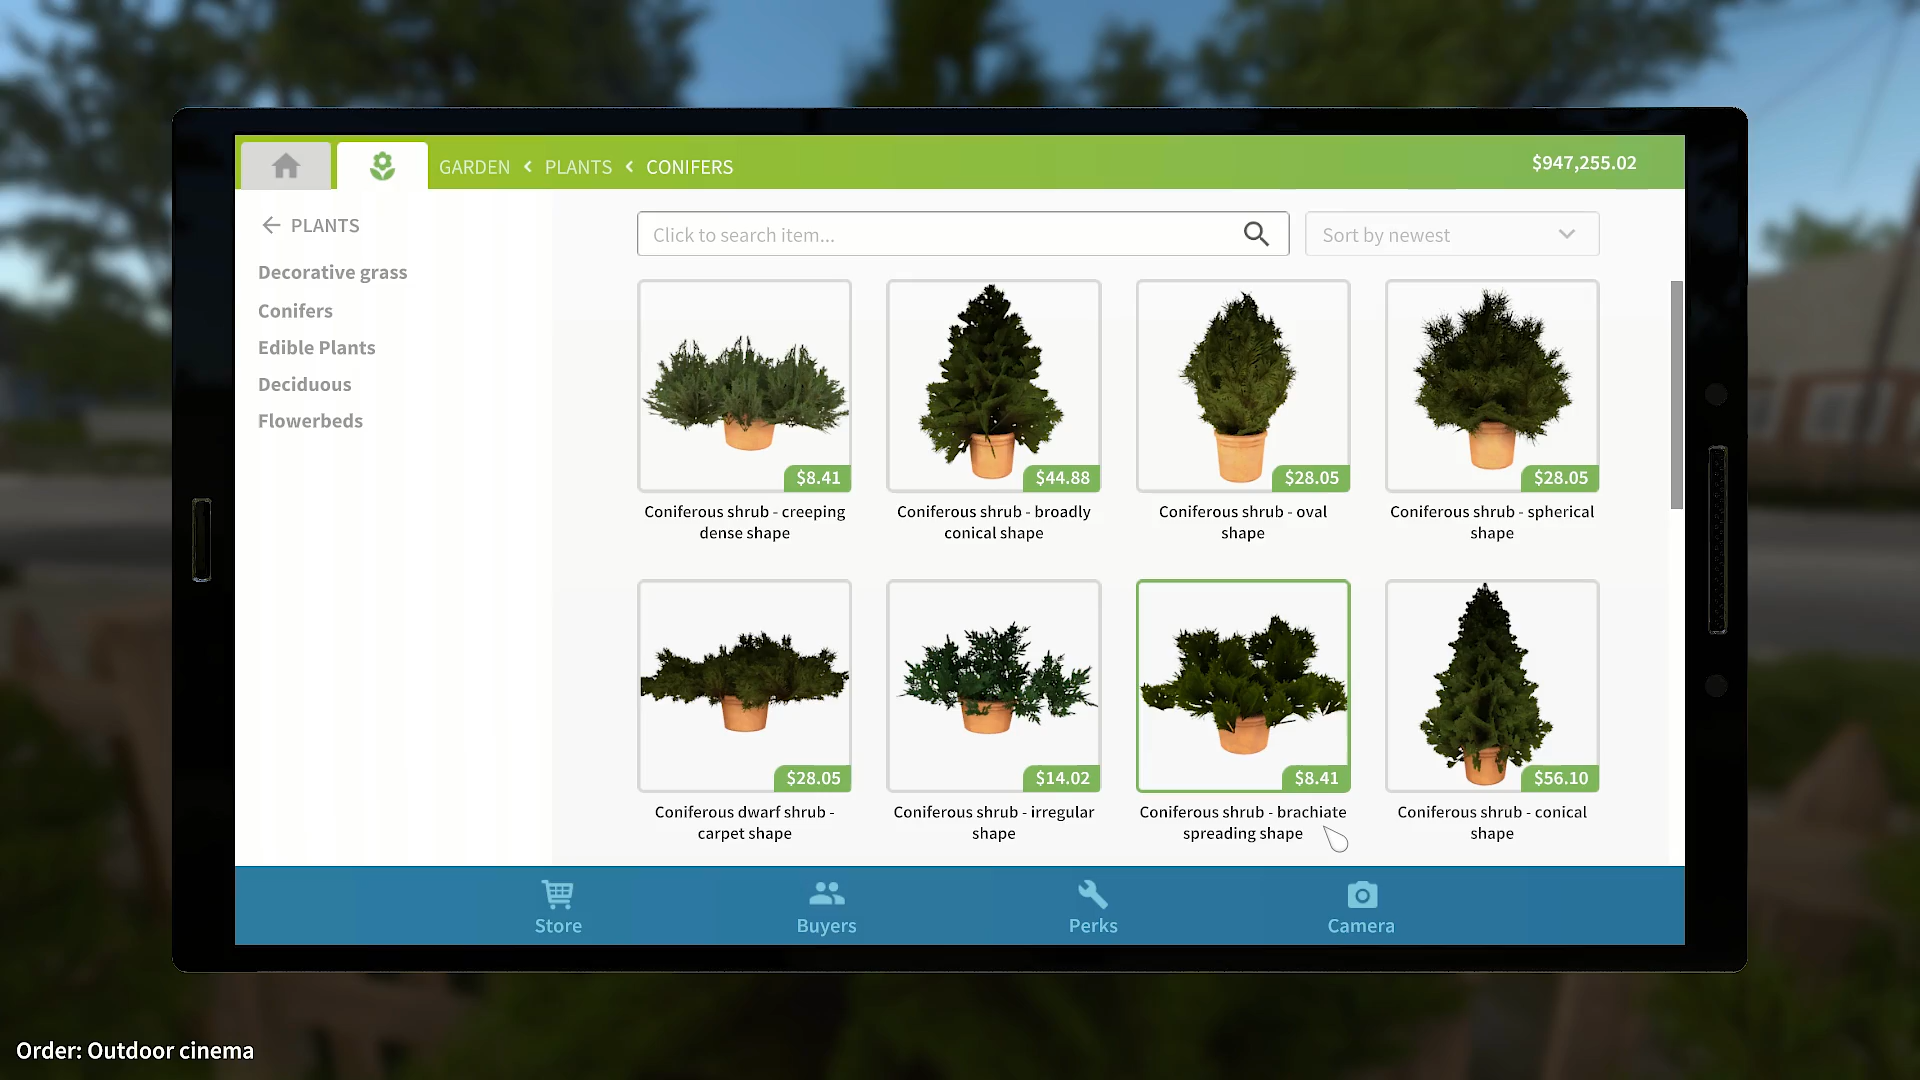 GARDEN < PLANTS < CONIFERS
$947,255.02
PLANTS
Decorative grass
Conifers
Edible Plants
Deciduous
Flowerbeds
Click to search item...
Sort by newest
$8.41
$44.88
$28.05
$28.05
Coniferous shrub - creeping
dense shape
Coniferous shrub - broadly
conical shape
Coniferous shrub - oval
shape
Coniferous shrub - spherical
shape
$28.05
$14.02
$8.41
$56.10
Coniferous dwarf shrub -
carpet shape
Coniferous shrub - irregular
shape
Coniferous shrub - brachiate
spreading shape
Coniferous shrub - conical
shape
Store
Buyers
Perks
Camera
Order: Outdoor cinema